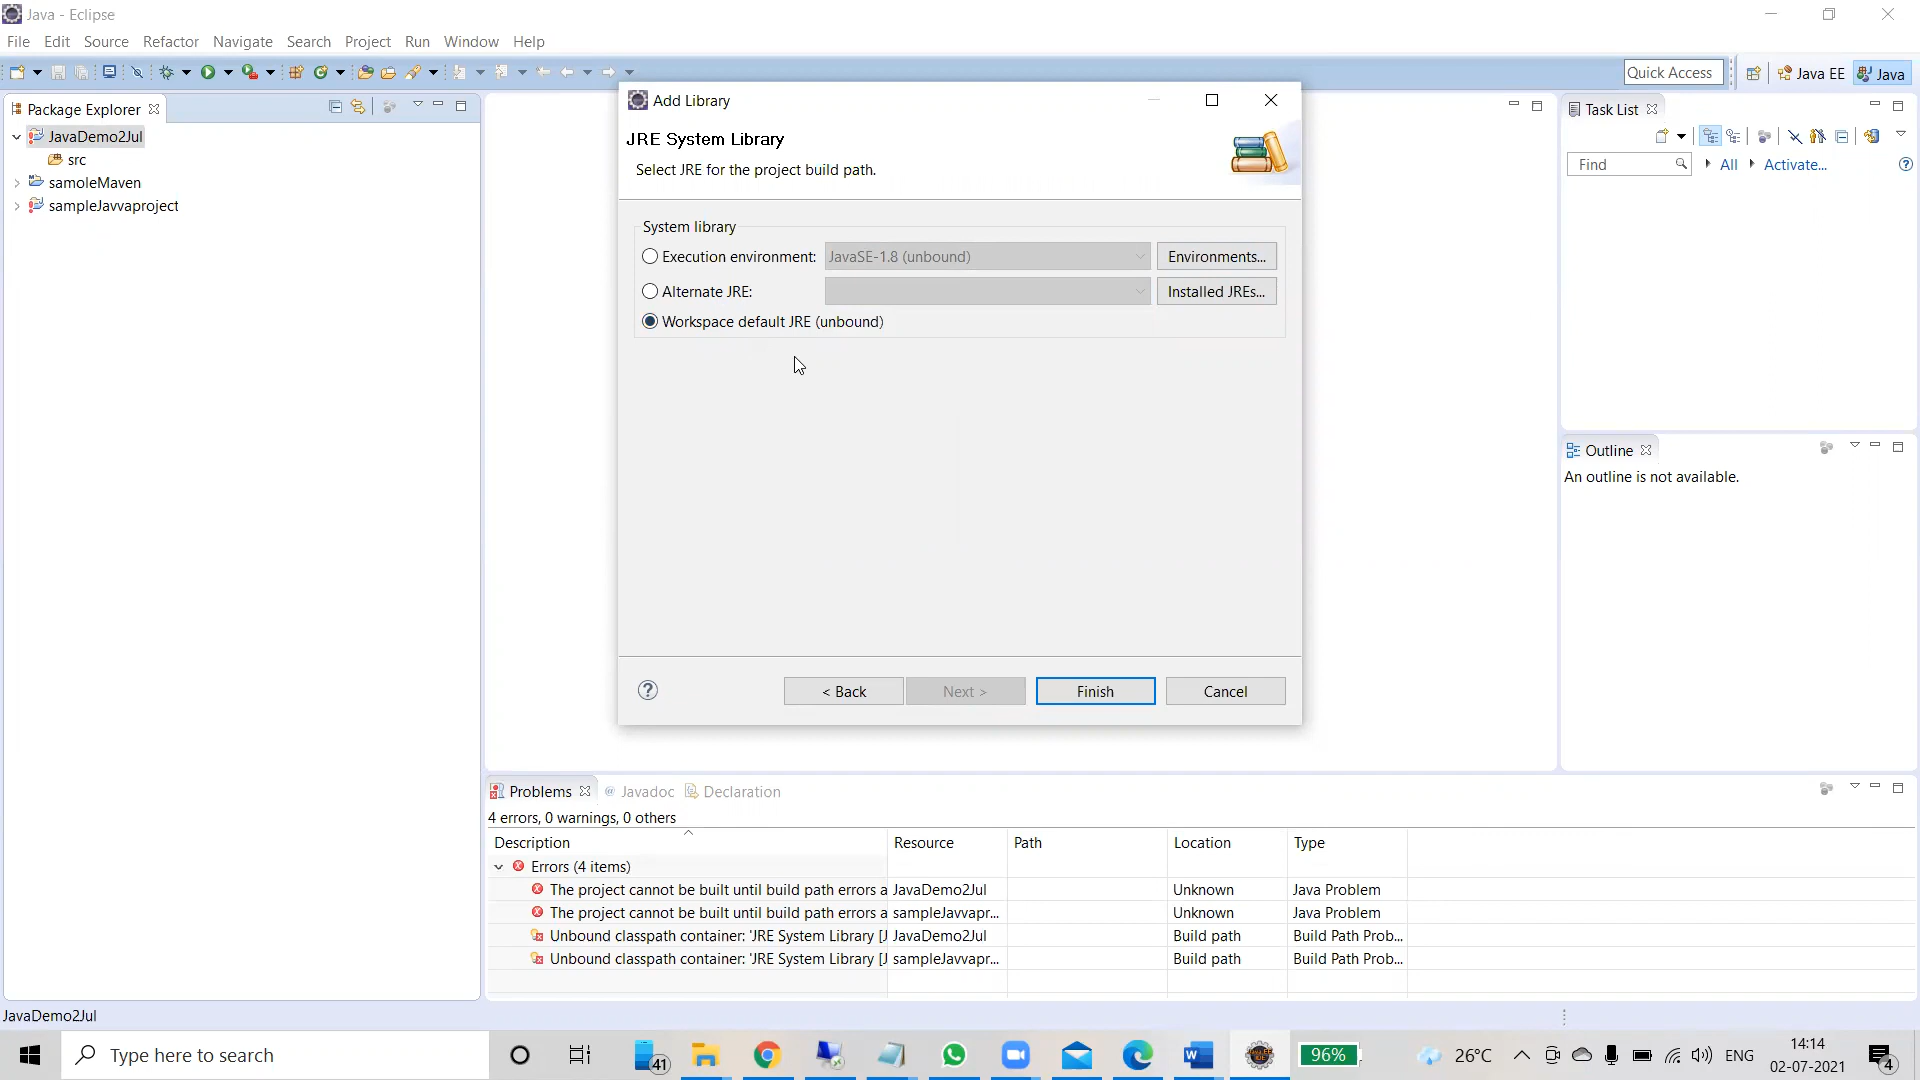 Java - Eclipse
File Edit Source Refactor Navigate Search Project Run Window Help
Quick Access
Java EE
Java
Package Explorer
JavaDemo2Jul
src
samoleMaven
sampleJavvaproject
Add Library
JRE System Library
Select JRE for the project build path.
System library
Execution environment: JavaSE-1.8 (unbound) Environments...
Alternate JRE: Installed JREs...
Workspace default JRE (unbound)
? < Back Next > Finish Cancel
Task List
Find All Activate... ?
Outline
An outline is not available.
Problems @ Javadoc Declaration
4 errors, 0 warnings, 0 others
Description Resource Path Location Type
Errors (4 items)
The project cannot be built until build path errors a JavaDemo2Jul Unknown Java Problem
The project cannot be built until build path errors a sampleJavvapr... Unknown Java Problem
Unbound classpath container: 'JRE System Library [J JavaDemo2Jul Build path Build Path Prob...
Unbound classpath container: 'JRE System Library [J sampleJavvapr... Build path Build Path Prob...
JavaDemo2Jul
Type here to search
41
W
96%
26°C
ENG
14:14
02-07-2021
4